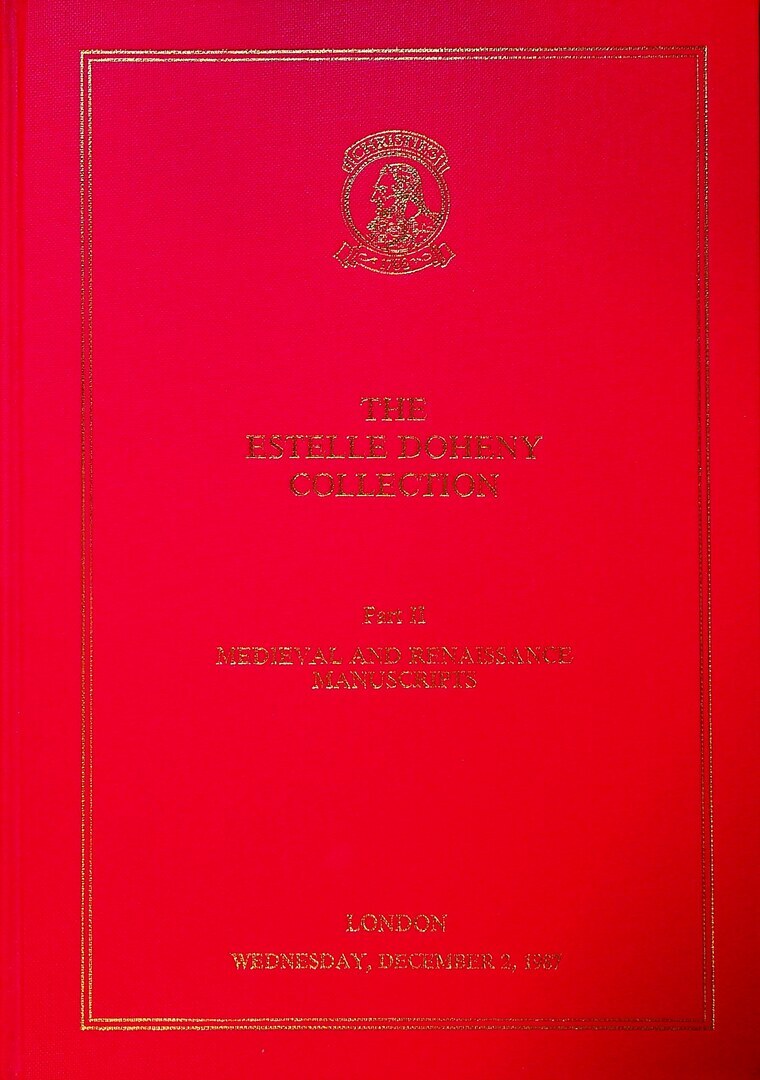 CHRISTIE'S
THE
ESTELLE DOHENY
COLLECTION
Part II
MEDIEVAL AND RENAISSANCE
MANUSCRIPTS
LONDON
WEDNESDAY, DECEMBER 2, 1987